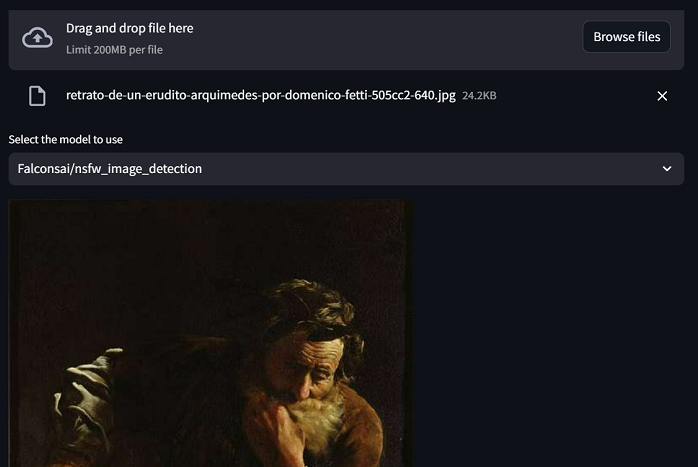 Drag and drop file here
Limit 200MB per file
Browse files
retrato-de-un-erudito-arquimedes-por-domenico-fetti-505cc2-640.jpg 24.2KB
Select the model to use
Falconsai/nsfw_image_detection